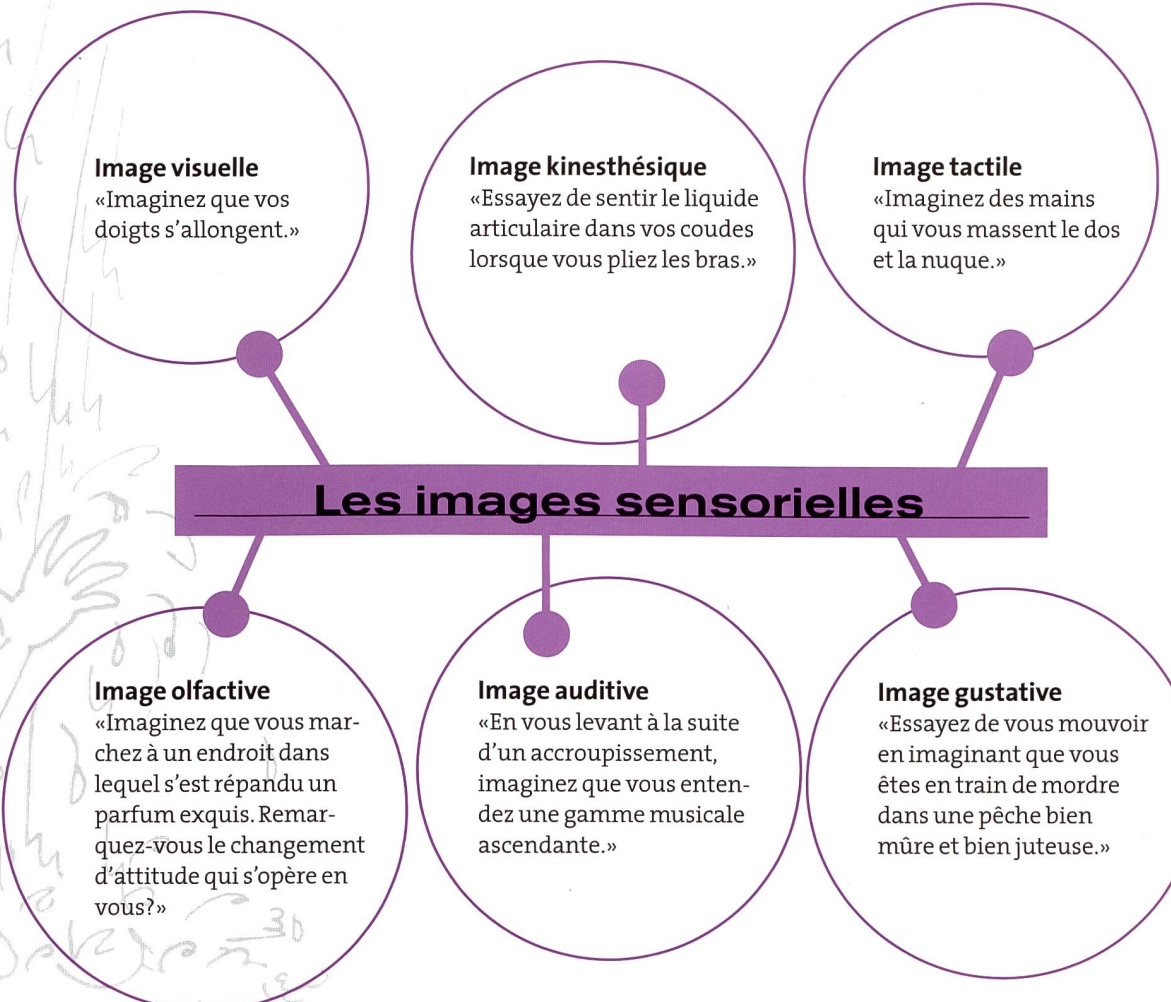 Image visuelle
«Imaginez que vos
doigts s’allongent.»
Image kinesthésique
«Essayez de sentir le liquide
articulaire dans vos coudes
lorsque vous pliez les bras.»
Image tactile
«Imaginez des mains
qui vous massent le dos
et la nuque.»
Les images sensorielles
Image olfactive
«Imaginez que vous mar-
chez à un endroit dans
lequel s’est répandu un
parfum exquis. Remar-
quez-vous le changement
d’attitude qui s’opère en
vous?»
Image auditive
«En vous levant à la suite
d’un accroupissement,
imaginez que vous enten-
dez une gamme musicale
ascendante.»
Image gustative
«Essayez de vous mouvoir
en imaginant que vous
êtes en train de mordre
dans une pêche bien
mûre et bien juteuse.»